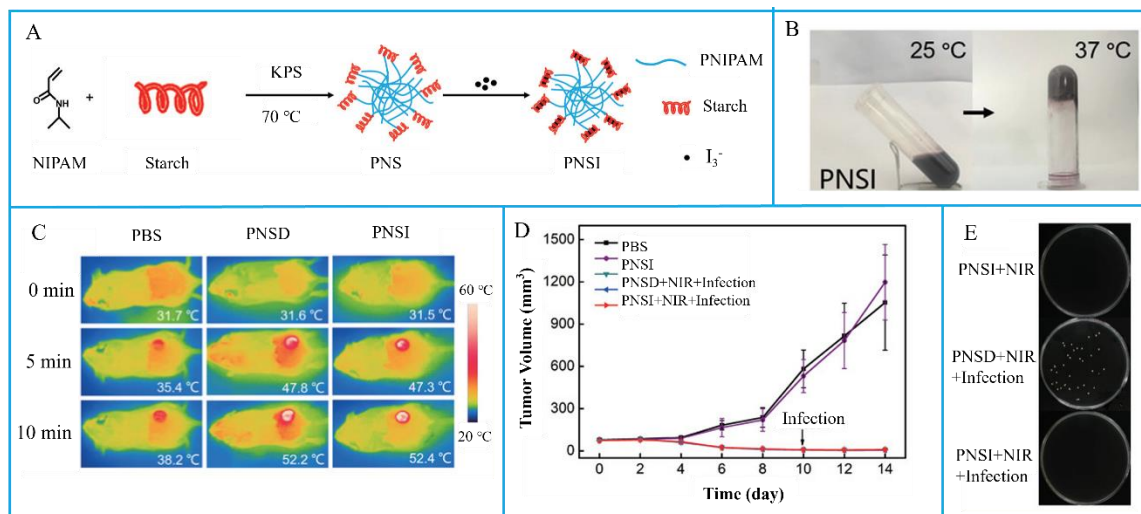 A
O
NH
NIPAM
+
Starch
KPS
70 °C
PNS
PNSI
PNIPAM
Starch
I₃⁻
B
25 °C
37 °C
PNSI
C
PBS
PNSD
PNSI
0 min
5 min
10 min
31.7 °C
31.6 °C
31.5 °C
35.4 °C
47.8 °C
47.3 °C
38.2 °C
52.2 °C
52.4 °C
60 °C
20 °C
D
Tumor Volume (mm³)
1500
1200
900
600
300
0
PBS
PNSI
PNSD+NIR+Infection
PNSI+NIR+Infection
Infection
0 2 4 6 8 10 12 14
Time (day)
E
PNSI+NIR
PNSD+NIR
+Infection
PNSI+NIR
+Infection